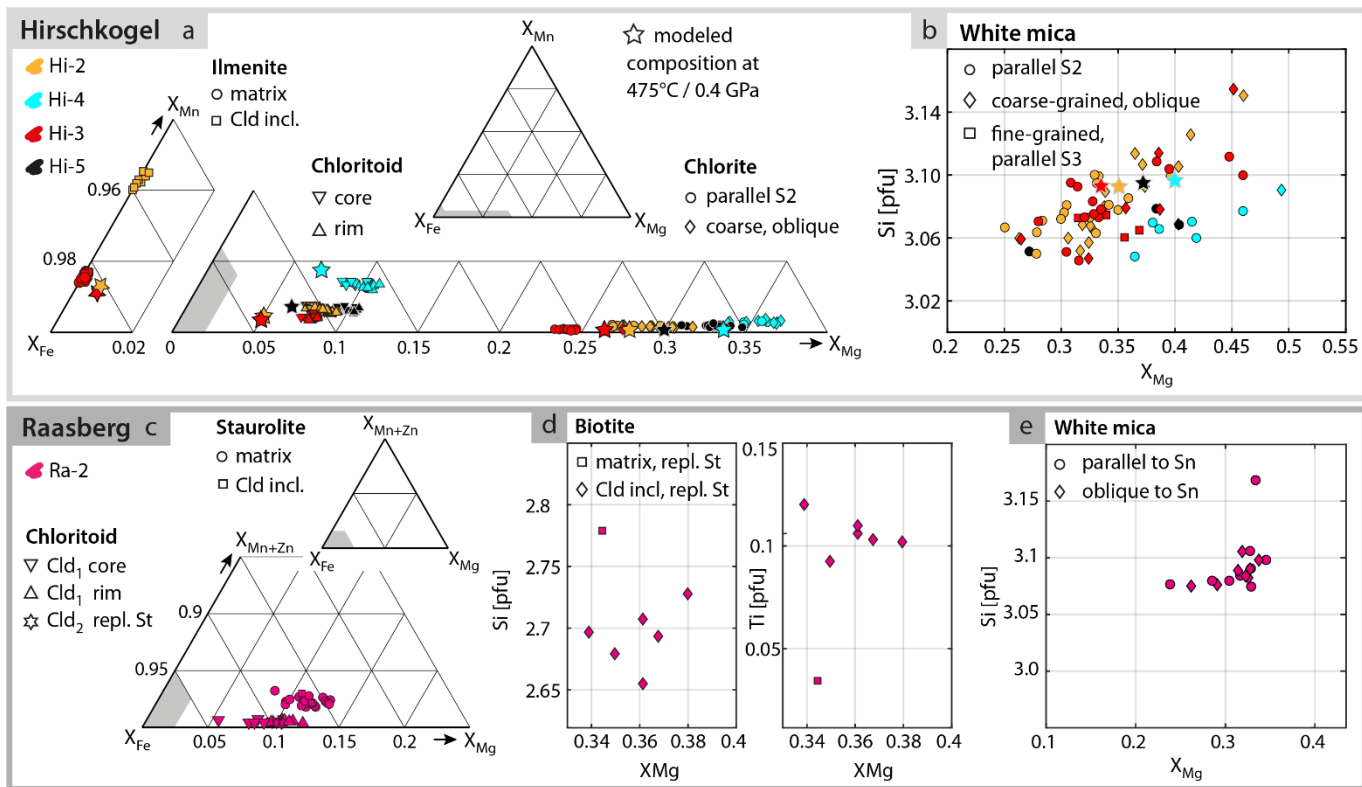 Hirschkogel a
Hi-2
Hi-4
Hi-3
Hi-5
Ilmenite
matrix
Cld incl.
X_Mn
0.96
0.98
X_Fe
0.02
Chloritoid
core
rim
X_Mn
X_Fe
X_Mg
modeled
composition at
475°C / 0.4 GPa
Chlorite
parallel S2
coarse, oblique
0
0.05
0.1
0.15
0.2
0.25
0.3
0.35
X_Mg
b White mica
parallel S2
coarse-grained, oblique
fine-grained,
parallel S3
Si [pfu]
3.14
3.10
3.06
3.02
0.2
0.25
0.3
0.35
0.4
0.45
0.5
0.55
X_Mg
Raasberg c
Ra-2
Staurolite
matrix
Cld incl.
X_Mn+Zn
X_Fe
X_Mg
Chloritoid
Cld₁ core
Cld₁ rim
Cld₂ repl. St
X_Mn+Zn
0.9
0.95
X_Fe
0.05
0.1
0.15
0.2
X_Mg
d Biotite
matrix, repl. St
Cld incl, repl. St
Si [pfu]
2.8
2.75
2.7
2.65
0.34
0.36
0.38
0.4
XMg
Ti [pfu]
0.15
0.1
0.05
0.34
0.36
0.38
0.4
XMg
e White mica
parallel to Sn
oblique to Sn
Si [pfu]
3.15
3.1
3.05
3.0
0.1
0.2
0.3
0.4
X_Mg